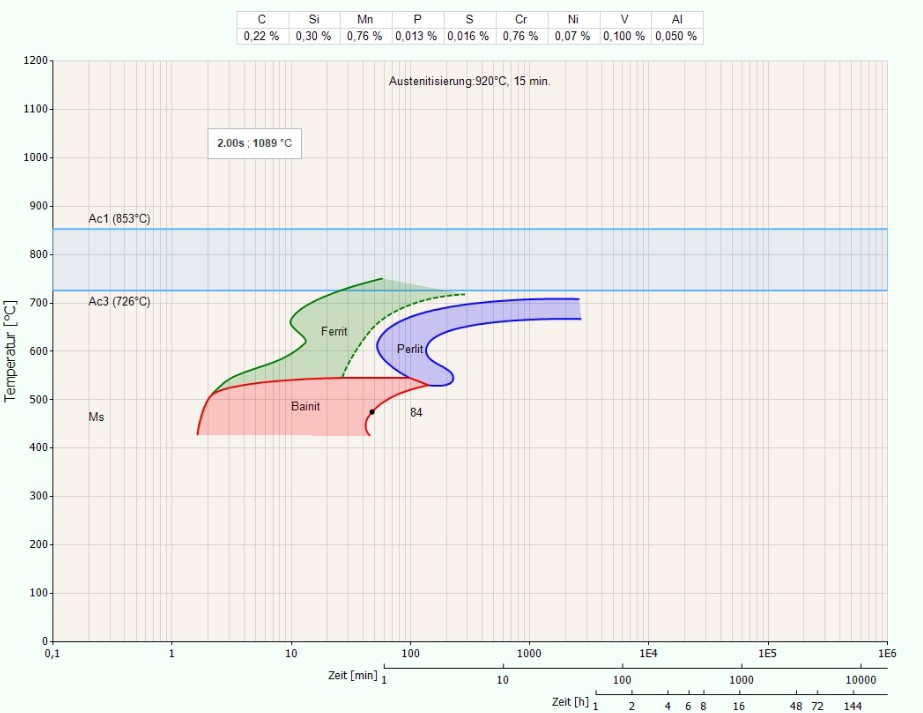 C Si Mn P S Cr Ni V Al
0,22 % 0,30 % 0,76 % 0,013 % 0,016 % 0,76 % 0,07 % 0,100 % 0,050 %
1200
Austenitisierung:920°C, 15 min.
1100
2.00s ; 1089 °C
1000
900
Ac1 (853°C)
800
700
Ac3 (726°C)
Temperatur [°C]
Ferrit
600
Perlit
500
Bainit
84
Ms
400
300
200
100
0
0,1 1 10 100 1000 1E4 1E5 1E6
Zeit [min] 1 10 100 1000 10000
Zeit [h] 1 2 4 6 8 16 48 72 144